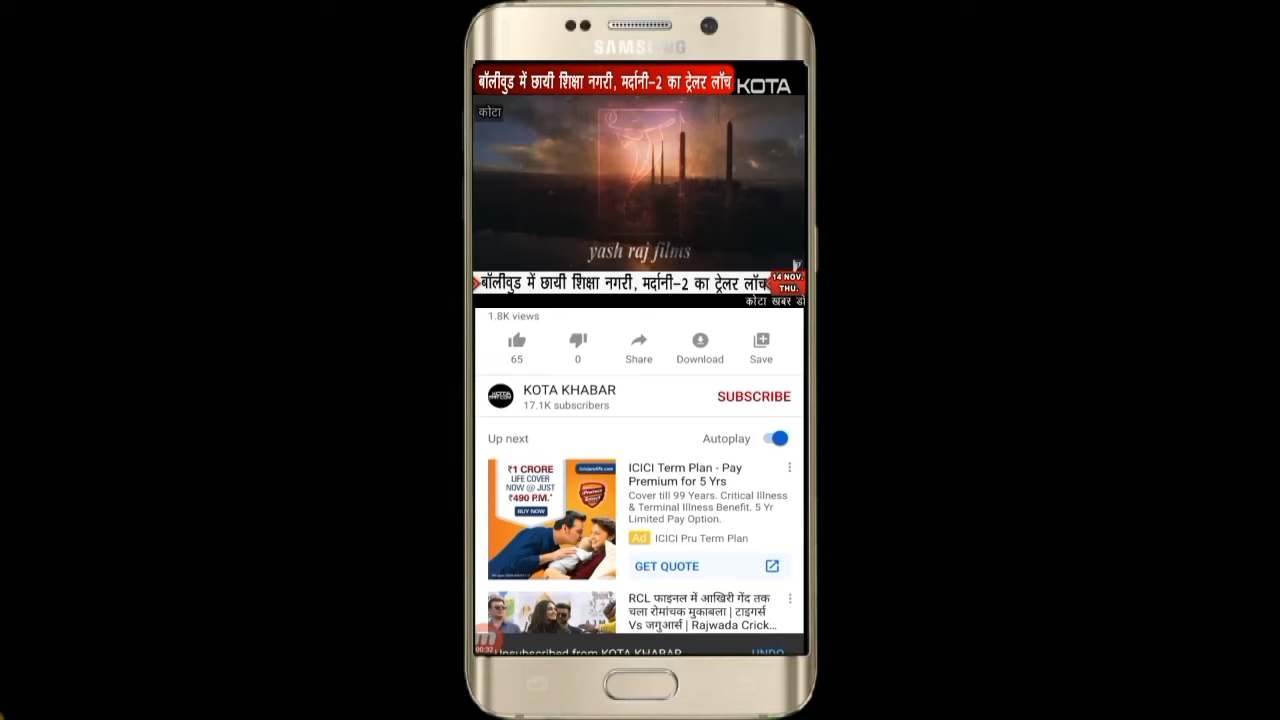 SAMSUNG
बॉलीवुड में छायी शिक्षा नगरी, मर्दानी-2 का ट्रेलर लॉंच
KOTA
कोटा
yash raj films
बॉलीवुड में छायी शिक्षा नगरी, मर्दानी-2 का ट्रेलर लॉंच
14 NOV.
THU.
कोटा खबर डॉ
1.8K views
65
0
Share
Download
Save
KOTA KHABAR
17.1K subscribers
SUBSCRIBE
Up next
Autoplay
₹1 CRORE
LIFE COVER
NOW @ JUST
₹490 P.M.*
BUY NOW
ICICI Term Plan - Pay
Premium for 5 Yrs
Cover till 99 Years. Critical Illness
& Terminal Illness Benefit. 5 Yr
Limited Pay Option.
Ad ICICI Pru Term Plan
GET QUOTE
RCL फाइनल में आखिरी गेंद तक
चला रोमांचक मुकाबला | टाइगर्स
Vs जगुआर्स | Rajwada Crick...
00:32
Unsubscribed from KOTA KHABAR
UNDO